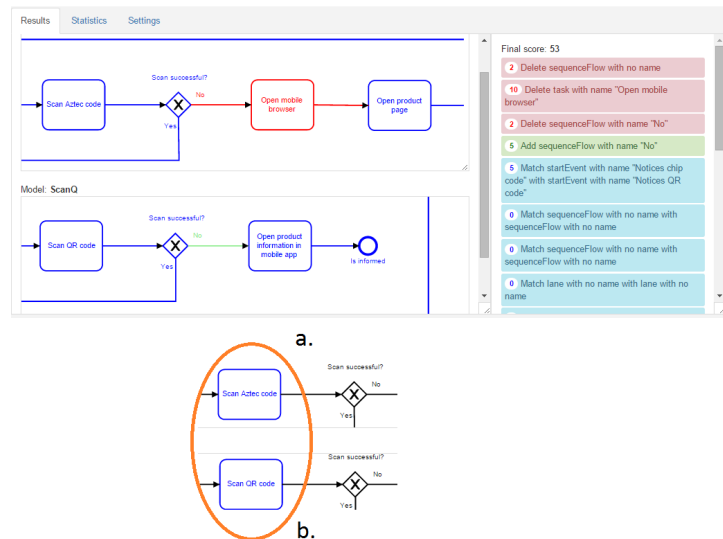 Results Statistics Settings
Scan successful?
Scan Aztec code
No
Open mobile
browser
Open product
page
Yes
Model: ScanQ
Scan successful?
Scan QR code
No
Open product
information in
mobile app
Yes
Is informed
Final score: 53
2 Delete sequenceFlow with no name
10 Delete task with name "Open mobile
browser"
2 Delete sequenceFlow with name "No"
5 Add sequenceFlow with name "No"
5 Match startEvent with name "Notices chip
code" with startEvent with name "Notices QR
code"
0 Match sequenceFlow with no name with
sequenceFlow with no name
0 Match sequenceFlow with no name with
sequenceFlow with no name
0 Match lane with no name with lane with no
name
a.
Scan successful?
Scan Aztec code
No
Yes
Scan successful?
Scan QR code
No
Yes
b.